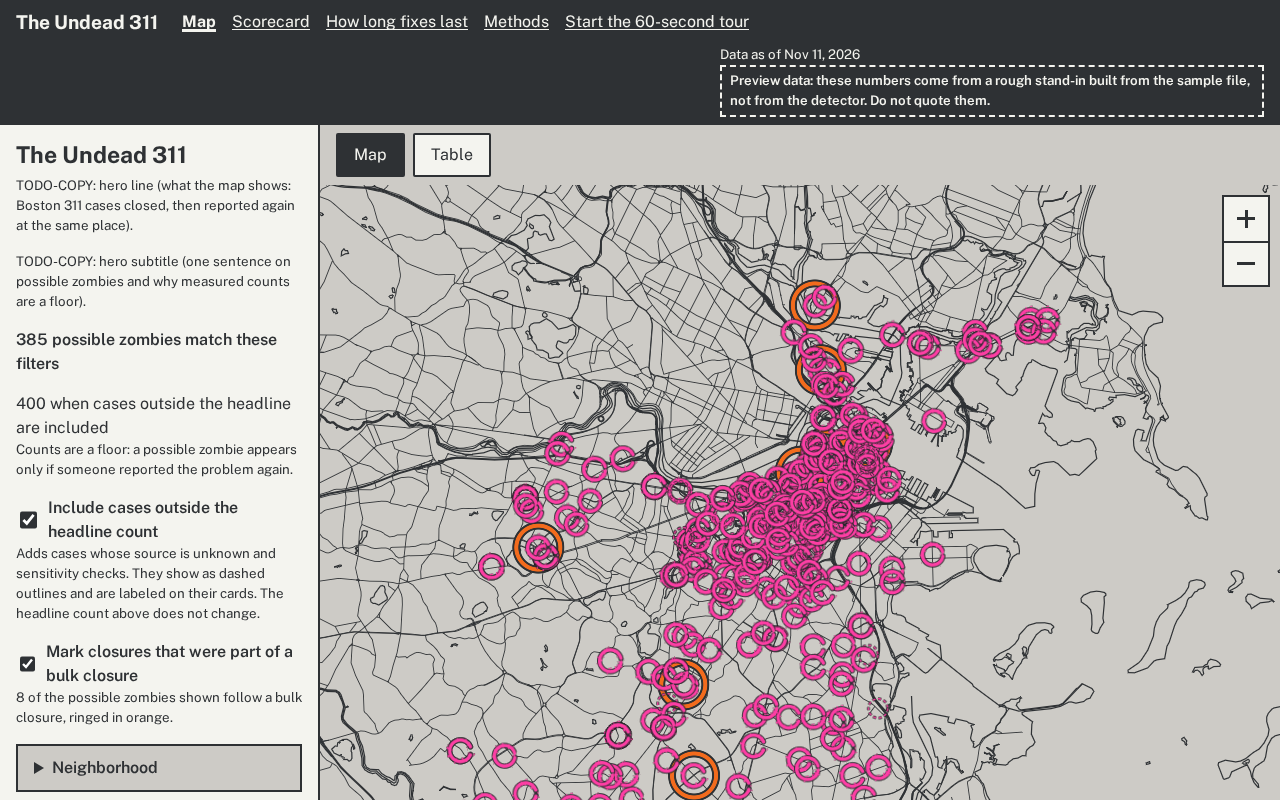 The Undead 311 Map Scorecard How long fixes last Methods Start the 60-second tour
Data as of Nov 11, 2026
Preview data: these numbers come from a rough stand-in built from the sample file,
not from the detector. Do not quote them.
The Undead 311
TODO-COPY: hero line (what the map shows:
Boston 311 cases closed, then reported again
at the same place).
TODO-COPY: hero subtitle (one sentence on
possible zombies and why measured counts
are a floor).
385 possible zombies match these
filters
400 when cases outside the headline
are included
Counts are a floor: a possible zombie appears
only if someone reported the problem again.
Include cases outside the
headline count
Adds cases whose source is unknown and
sensitivity checks. They show as dashed
outlines and are labeled on their cards. The
headline count above does not change.
Mark closures that were part of a
bulk closure
8 of the possible zombies shown follow a bulk
closure, ringed in orange.
Neighborhood
Map Table
+
−